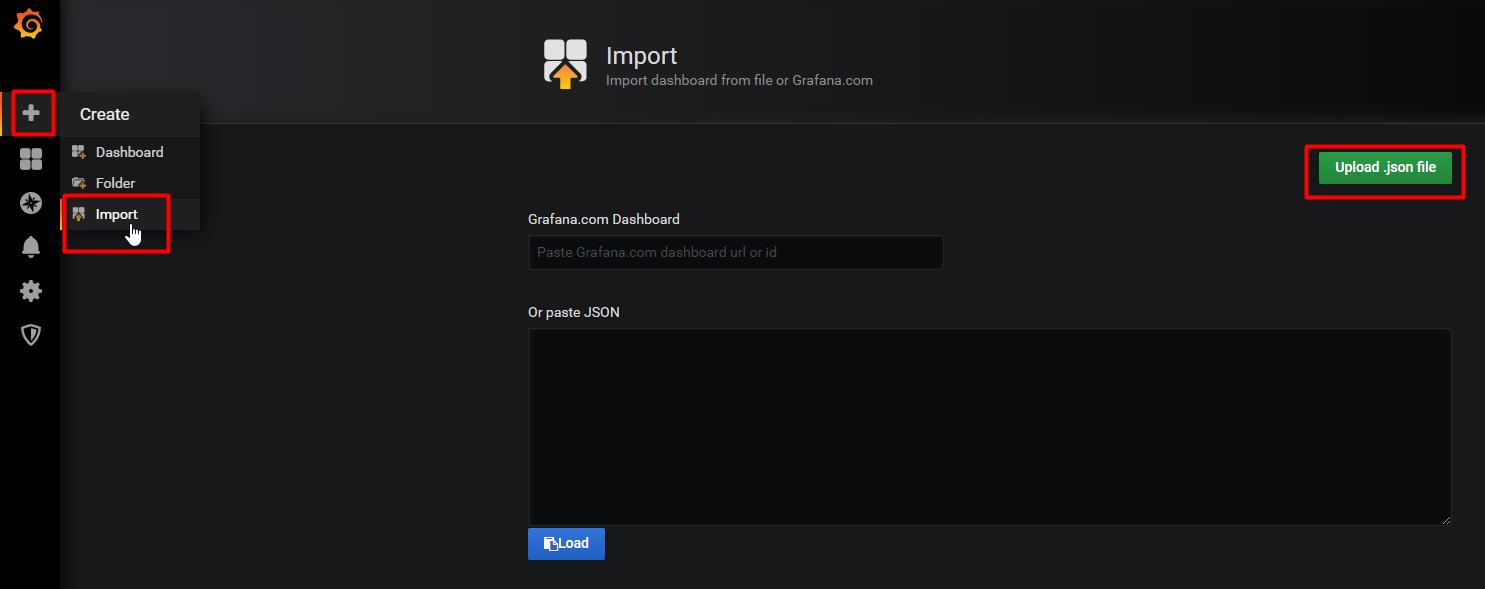 Import
Import dashboard from file or Grafana.com
Create
Dashboard
Folder
Import
Upload .json file
Grafana.com Dashboard
Paste Grafana.com dashboard url or id
Or paste JSON
Load